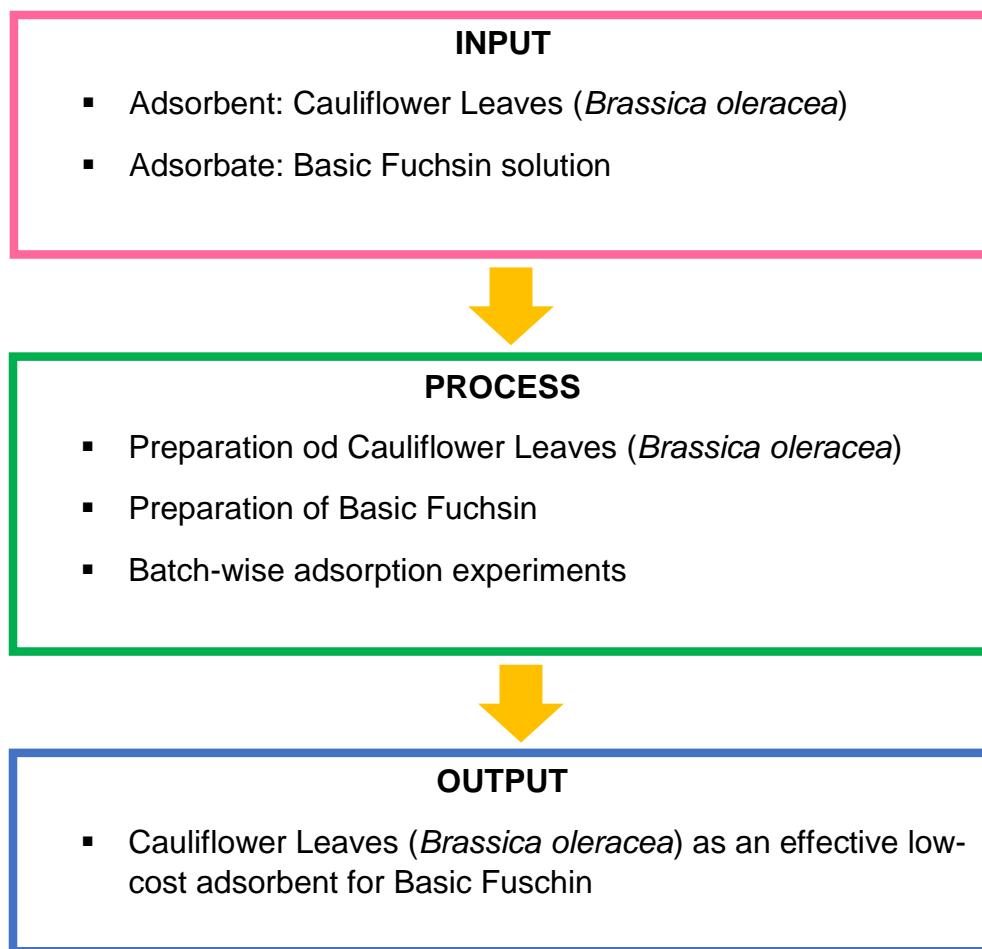 INPUT
▪ Adsorbent: Cauliflower Leaves (Brassica oleracea)
▪ Adsorbate: Basic Fuchsin solution
PROCESS
▪ Preparation od Cauliflower Leaves (Brassica oleracea)
▪ Preparation of Basic Fuchsin
▪ Batch-wise adsorption experiments
OUTPUT
▪ Cauliflower Leaves (Brassica oleracea) as an effective low-
cost adsorbent for Basic Fuschin